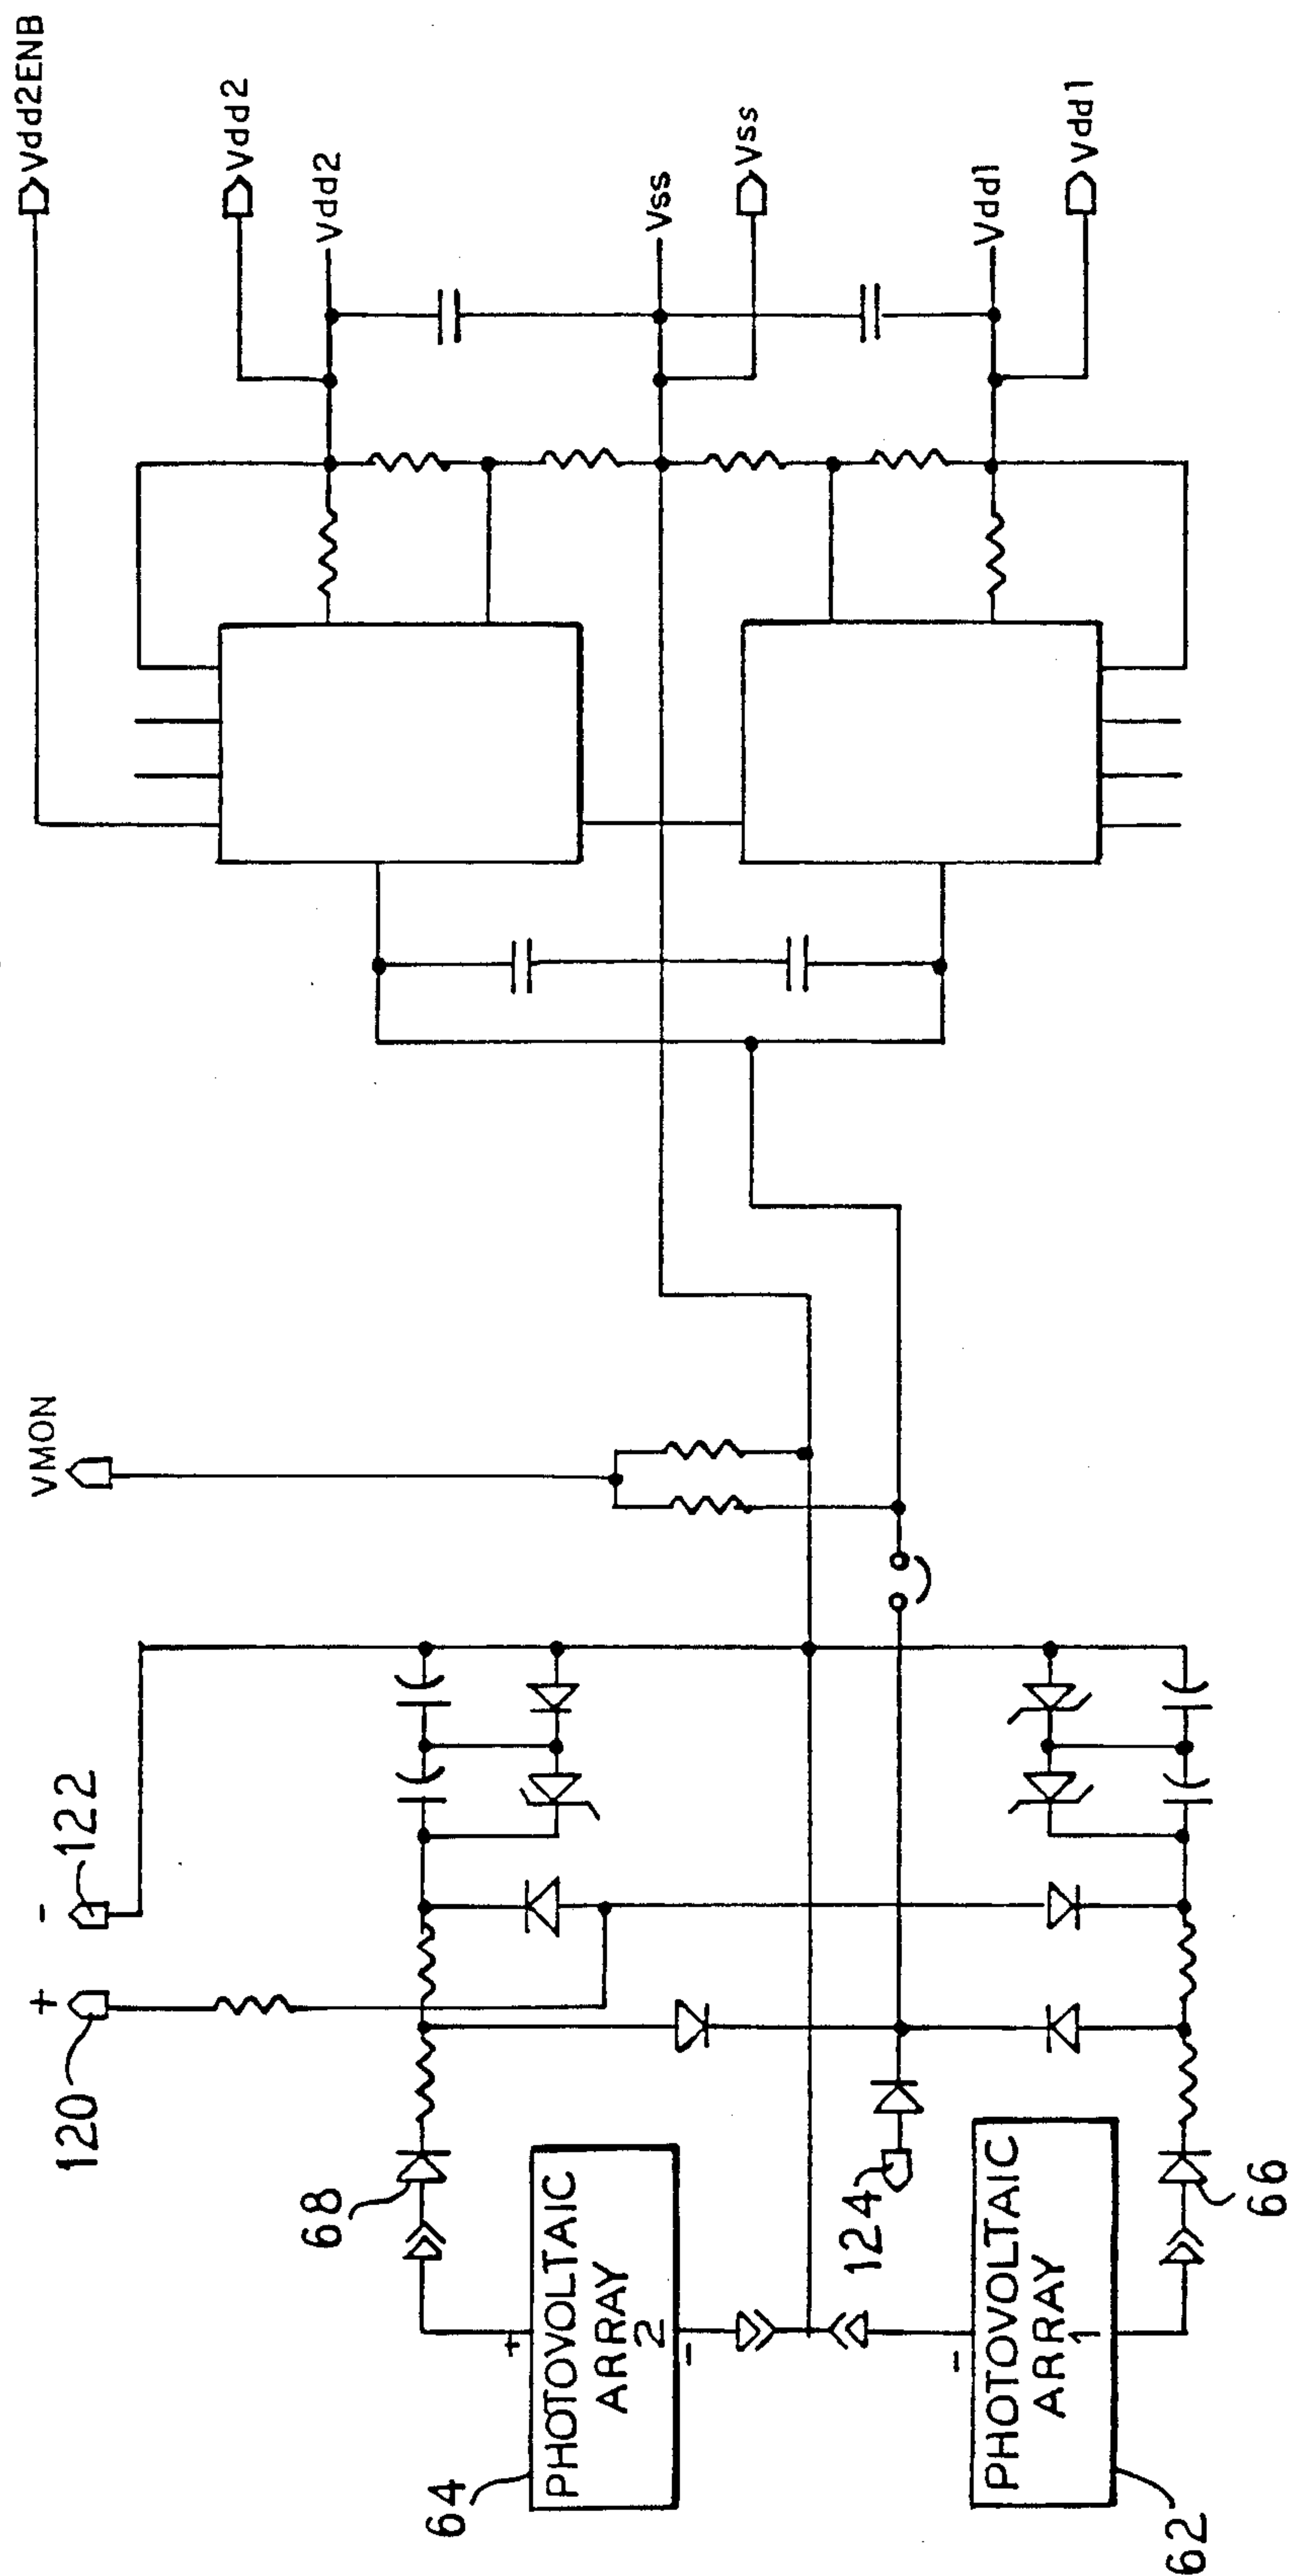 Vdd2ENB
Vdd2
Vdd2
Vss
Vss
Vdd1
Vdd1
VMON
- 122
+ 120
68
+
PHOTOVOLTAIC
ARRAY
2
-
64
124
-
PHOTOVOLTAIC
ARRAY
1
66
62